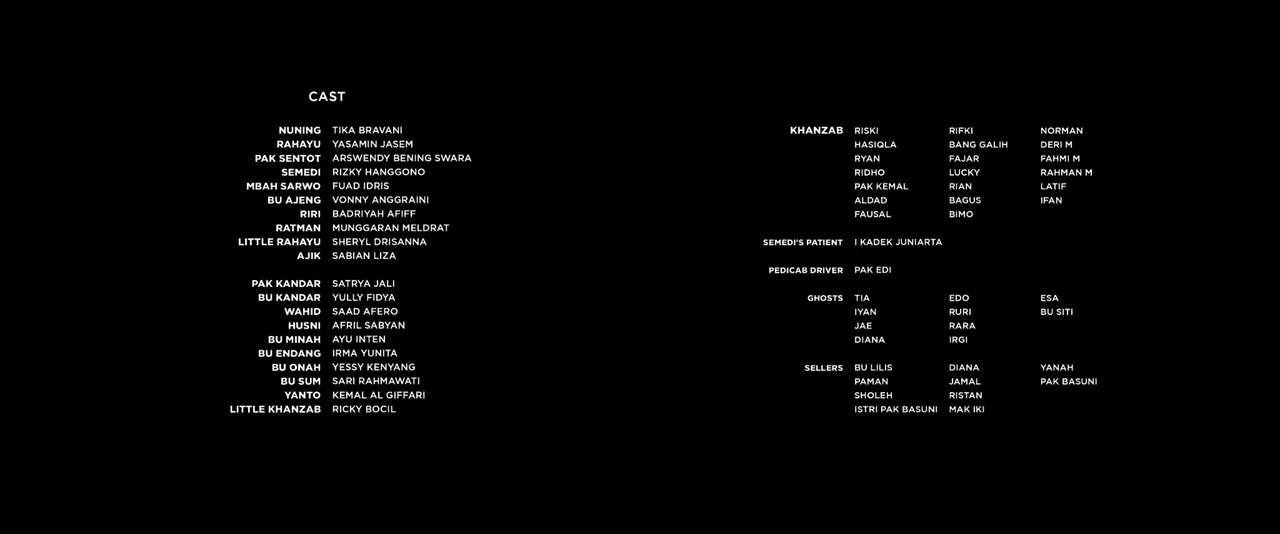 CAST
NUNING TIKA BRAVANI
RAHAYU YASAMIN JASEM
PAK SENTOT ARSWENDY BENING SWARA
SEMEDI RIZKY HANGGONO
MBAH SARWO FUAD IDRIS
BU AJENG VONNY ANGGRAINI
RIRI BADRIYAH AFIFF
RATMAN MUNGGARAN MELDRAT
LITTLE RAHAYU SHERYL DRISANNA
AJIK SABIAN LIZA
PAK KANDAR SATRYA JALI
BU KANDAR YULLY FIDYA
WAHID SAAD AFERO
HUSNI AFRIL SABYAN
BU MINAH AYU INTEN
BU ENDANG IRMA YUNITA
BU ONAH YESSY KENYANG
BU SUM SARI RAHMAWATI
YANTO KEMAL AL GIFFARI
LITTLE KHANZAB RICKY BOCIL
KHANZAB RISKI RIFKI NORMAN
HASIQLA BANG GALIH DERI M
RYAN FAJAR FAHMI M
RIDHO LUCKY RAHMAN M
PAK KEMAL RIAN LATIF
ALDAD BAGUS IFAN
FAUSAL BIMO
SEMEDI'S PATIENT I KADEK JUNIARTA
PEDICAB DRIVER PAK EDI
GHOSTS TIA EDO ESA
IYAN RURI BU SITI
JAE RARA
DIANA IRGI
SELLERS BU LILIS DIANA YANAH
PAMAN JAMAL PAK BASUNI
SHOLEH RISTAN
ISTRI PAK BASUNI MAK IKI